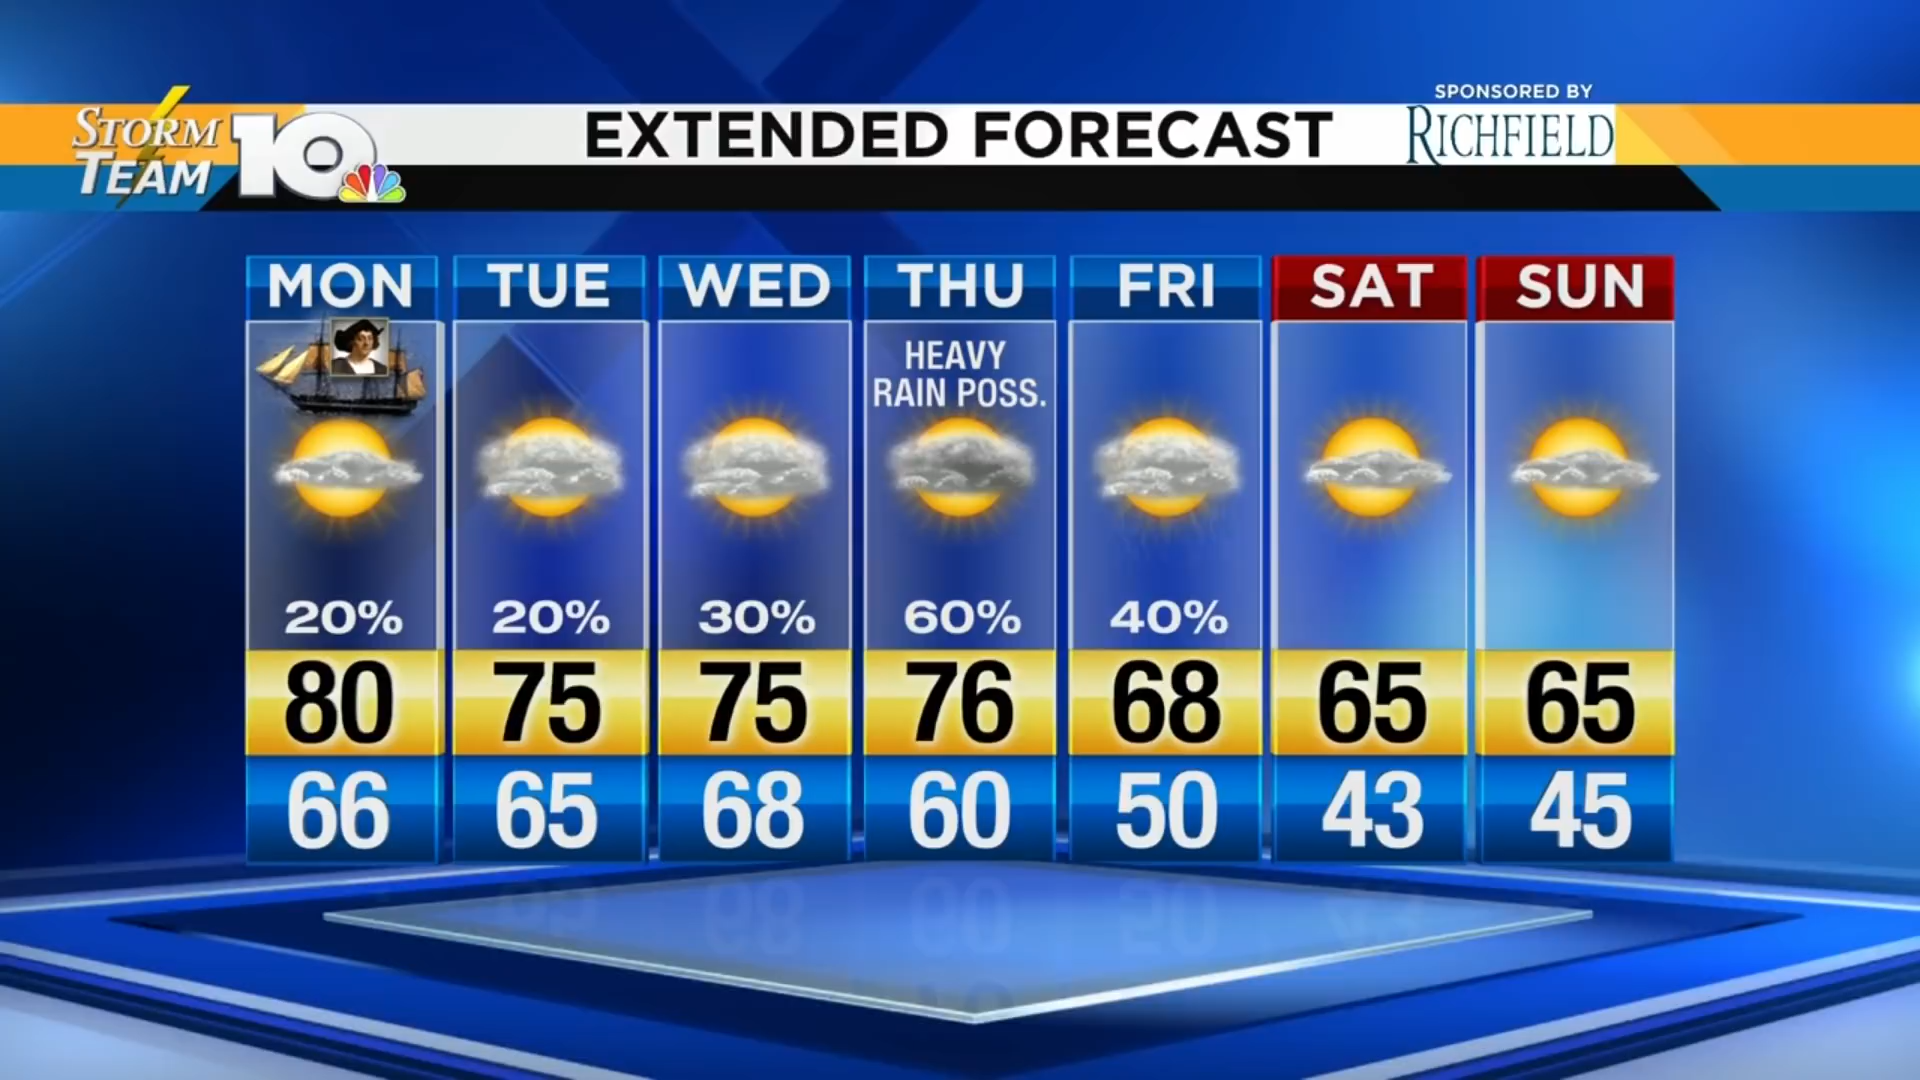 SPONSORED BY
STORM TEAM 10
EXTENDED FORECAST
RICHFIELD
MON TUE WED THU FRI SAT SUN
HEAVY
RAIN POSS.
20% 20% 30% 60% 40%
80 75 75 76 68 65 65
66 65 68 60 50 43 45